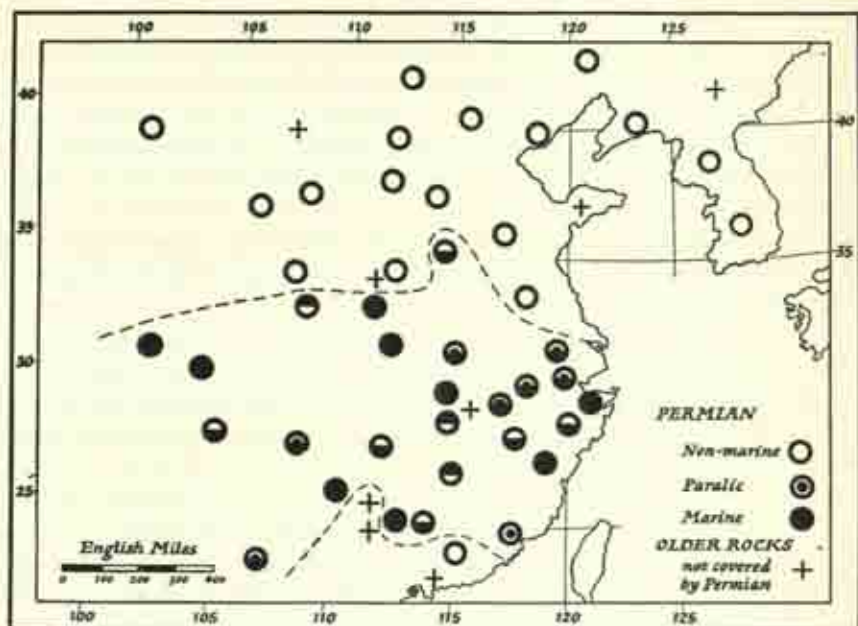 100 105 110 115 120 125
40 40
35 35
30
25
PERMIAN
Non-marine
Paralic
Marine
OLDER ROCKS
not covered
by Permian
English Miles
0 100 200 300 400
100 105 110 115 120 125